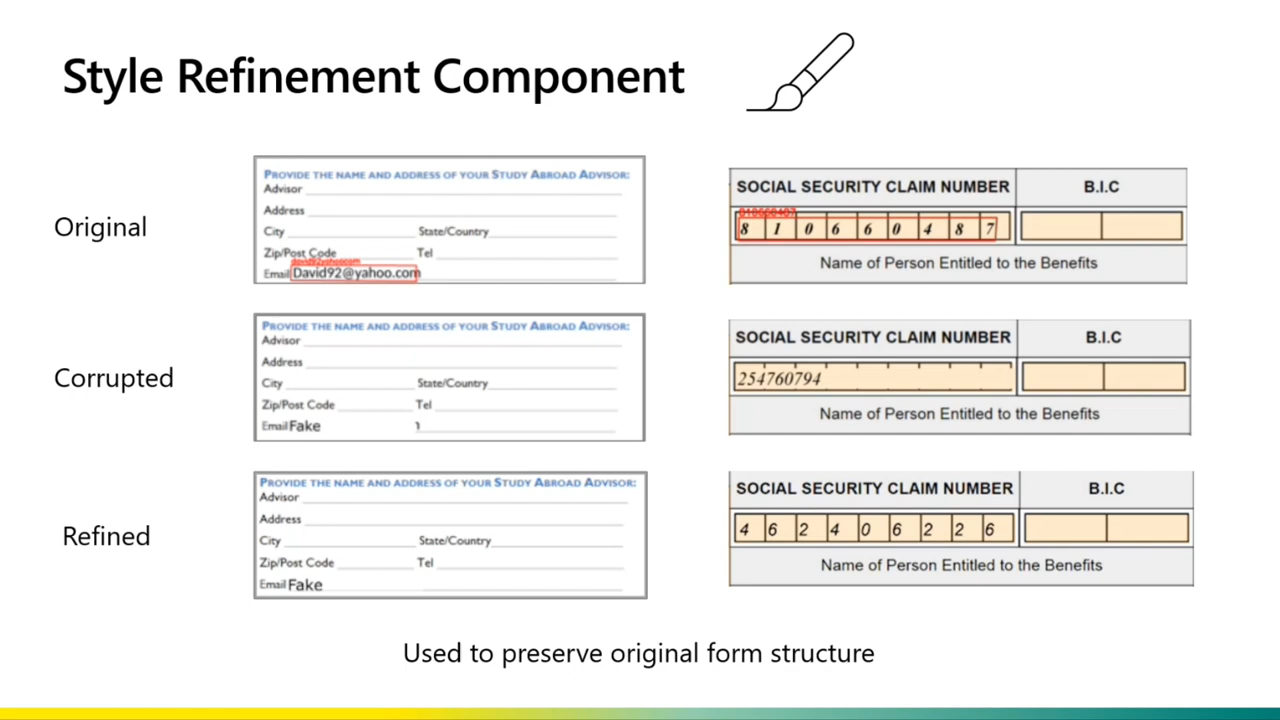 Style Refinement Component
Original
PROVIDE THE NAME AND ADDRESS OF YOUR STUDY ABROAD ADVISOR:
Advisor
Address
City State/Country
Zip/Post Code Tel
david92yahoocom
Email David92@yahoo.com
SOCIAL SECURITY CLAIM NUMBER B.I.C
810660487
8 1 0 6 6 0 4 8 7
Name of Person Entitled to the Benefits
Corrupted
PROVIDE THE NAME AND ADDRESS OF YOUR STUDY ABROAD ADVISOR:
Advisor
Address
City State/Country
Zip/Post Code Tel
Email Fake
SOCIAL SECURITY CLAIM NUMBER B.I.C
254760794
Name of Person Entitled to the Benefits
Refined
PROVIDE THE NAME AND ADDRESS OF YOUR STUDY ABROAD ADVISOR:
Advisor
Address
City State/Country
Zip/Post Code Tel
Email Fake
SOCIAL SECURITY CLAIM NUMBER B.I.C
4 6 2 4 0 6 2 2 6
Name of Person Entitled to the Benefits
Used to preserve original form structure